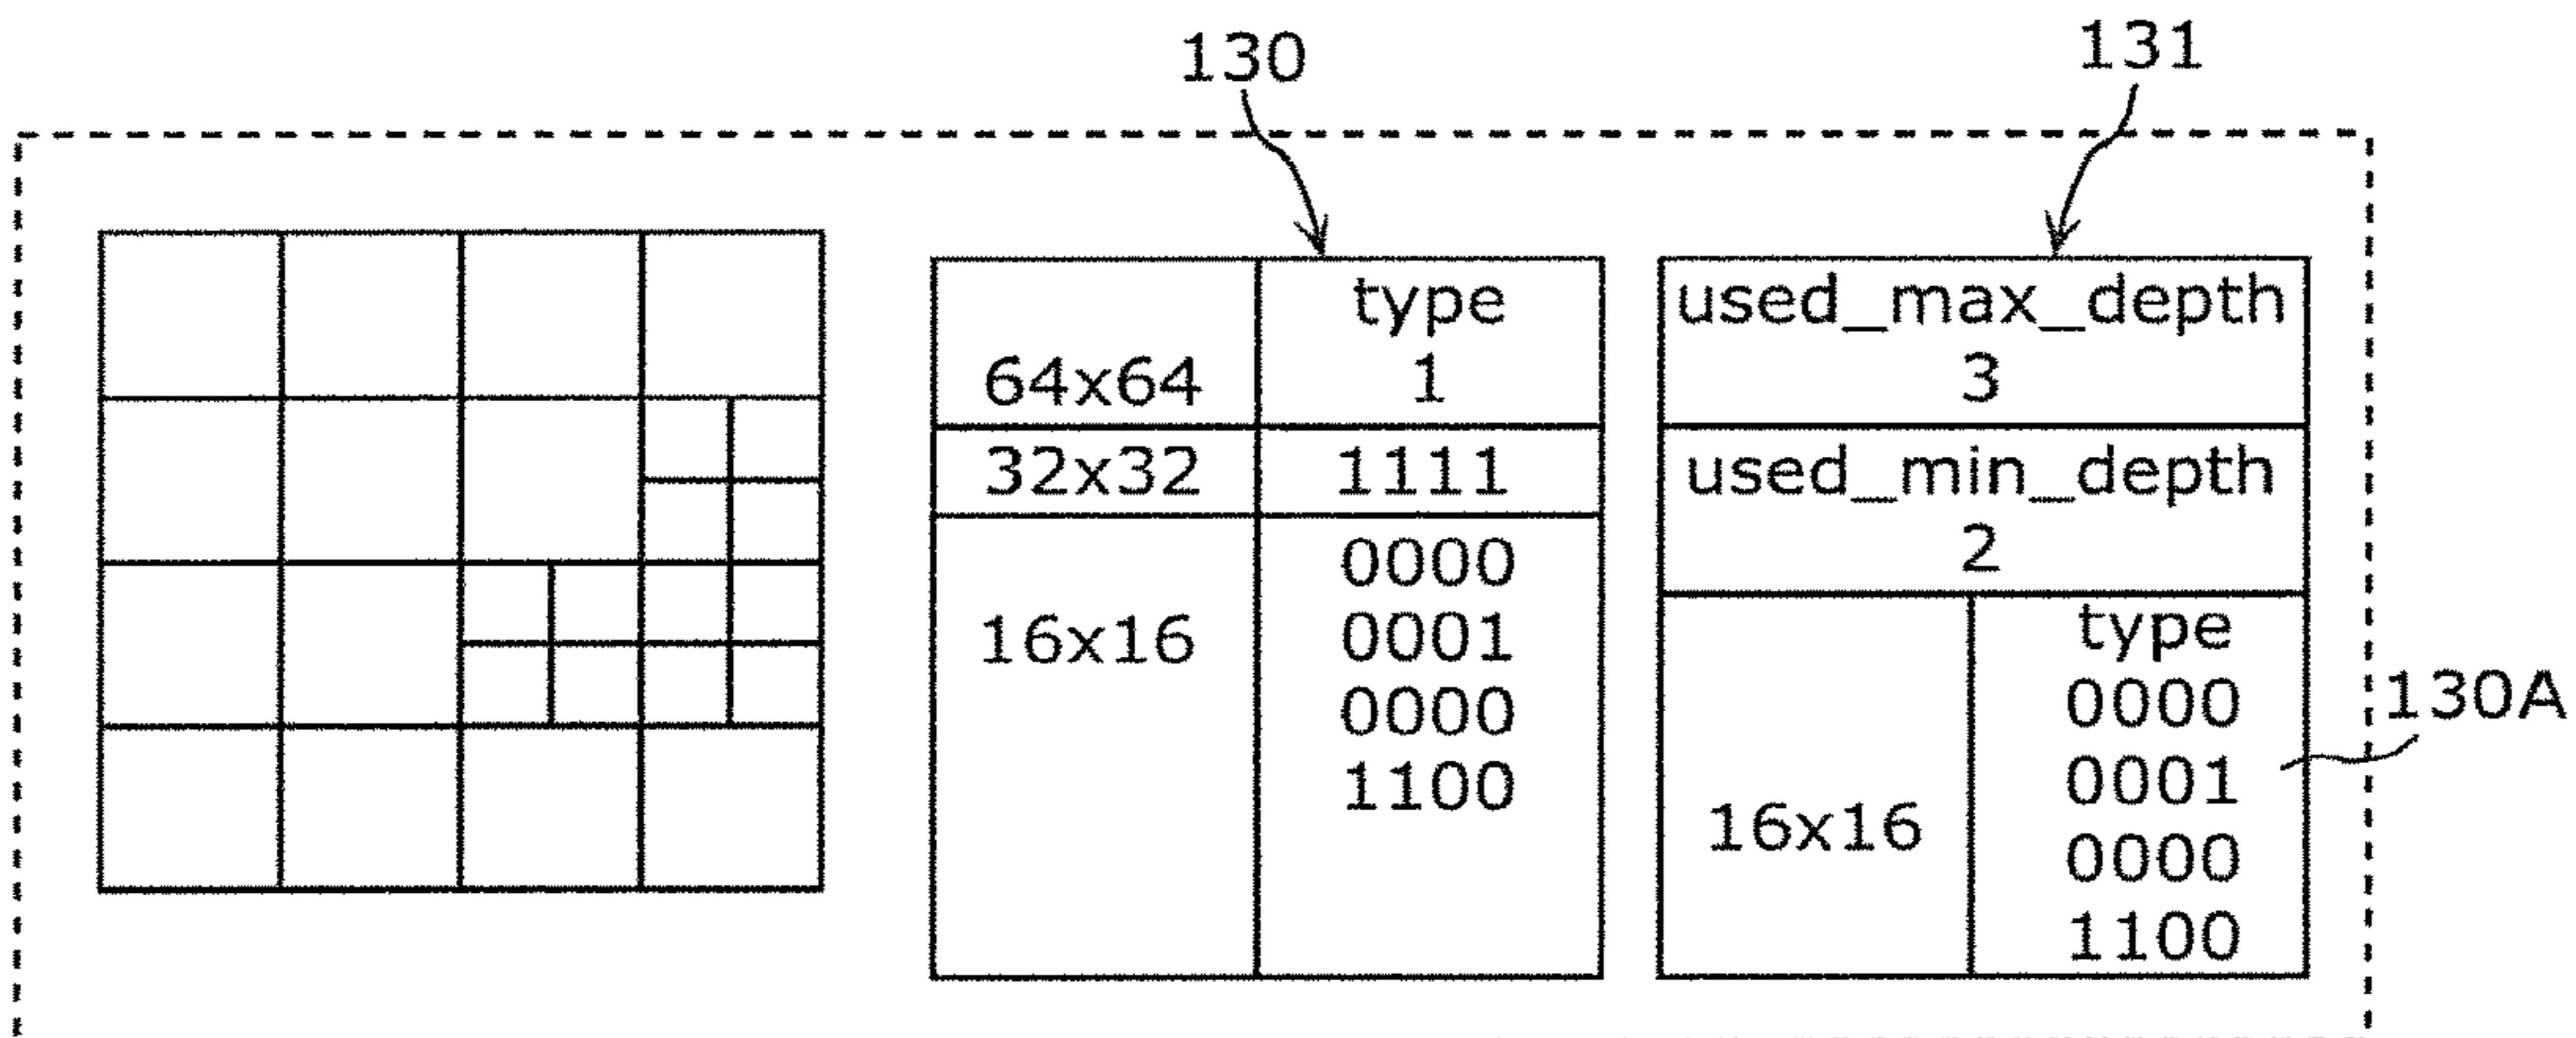 130
131
type
64x64 1
32x32 1111
16x16
0000
0001
0000
1100
used_max_depth
3
used_min_depth
2
16x16
type
0000
0001
0000
1100
130A